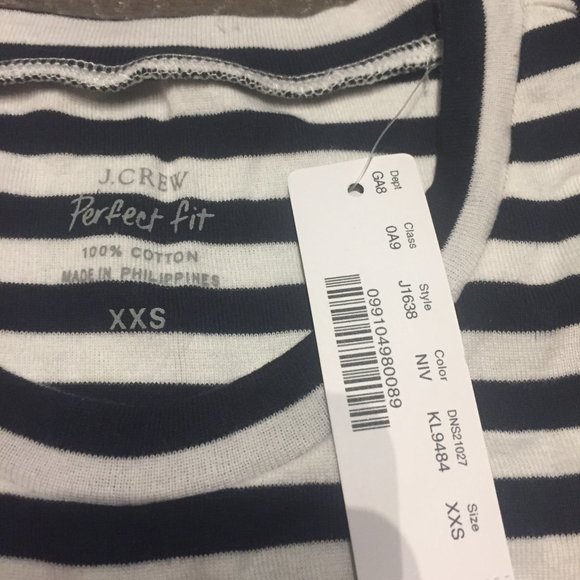 J.CREW
Perfect fit
100% COTTON
MADE IN PHILIPPINES
XXS
Dept
GA8
Class
0A9
Style
J1638
099104980089
Color
NIV
DNS21027
KL9484
Size
XXS